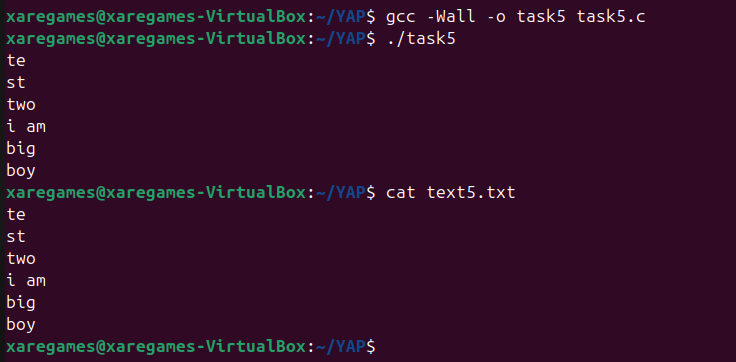 xaregames@xaregames-VirtualBox:~/YAP$ gcc -Wall -o task5 task5.c
xaregames@xaregames-VirtualBox:~/YAP$ ./task5
te
st
two
i am
big
boy
xaregames@xaregames-VirtualBox:~/YAP$ cat text5.txt
te
st
two
i am
big
boy
xaregames@xaregames-VirtualBox:~/YAP$